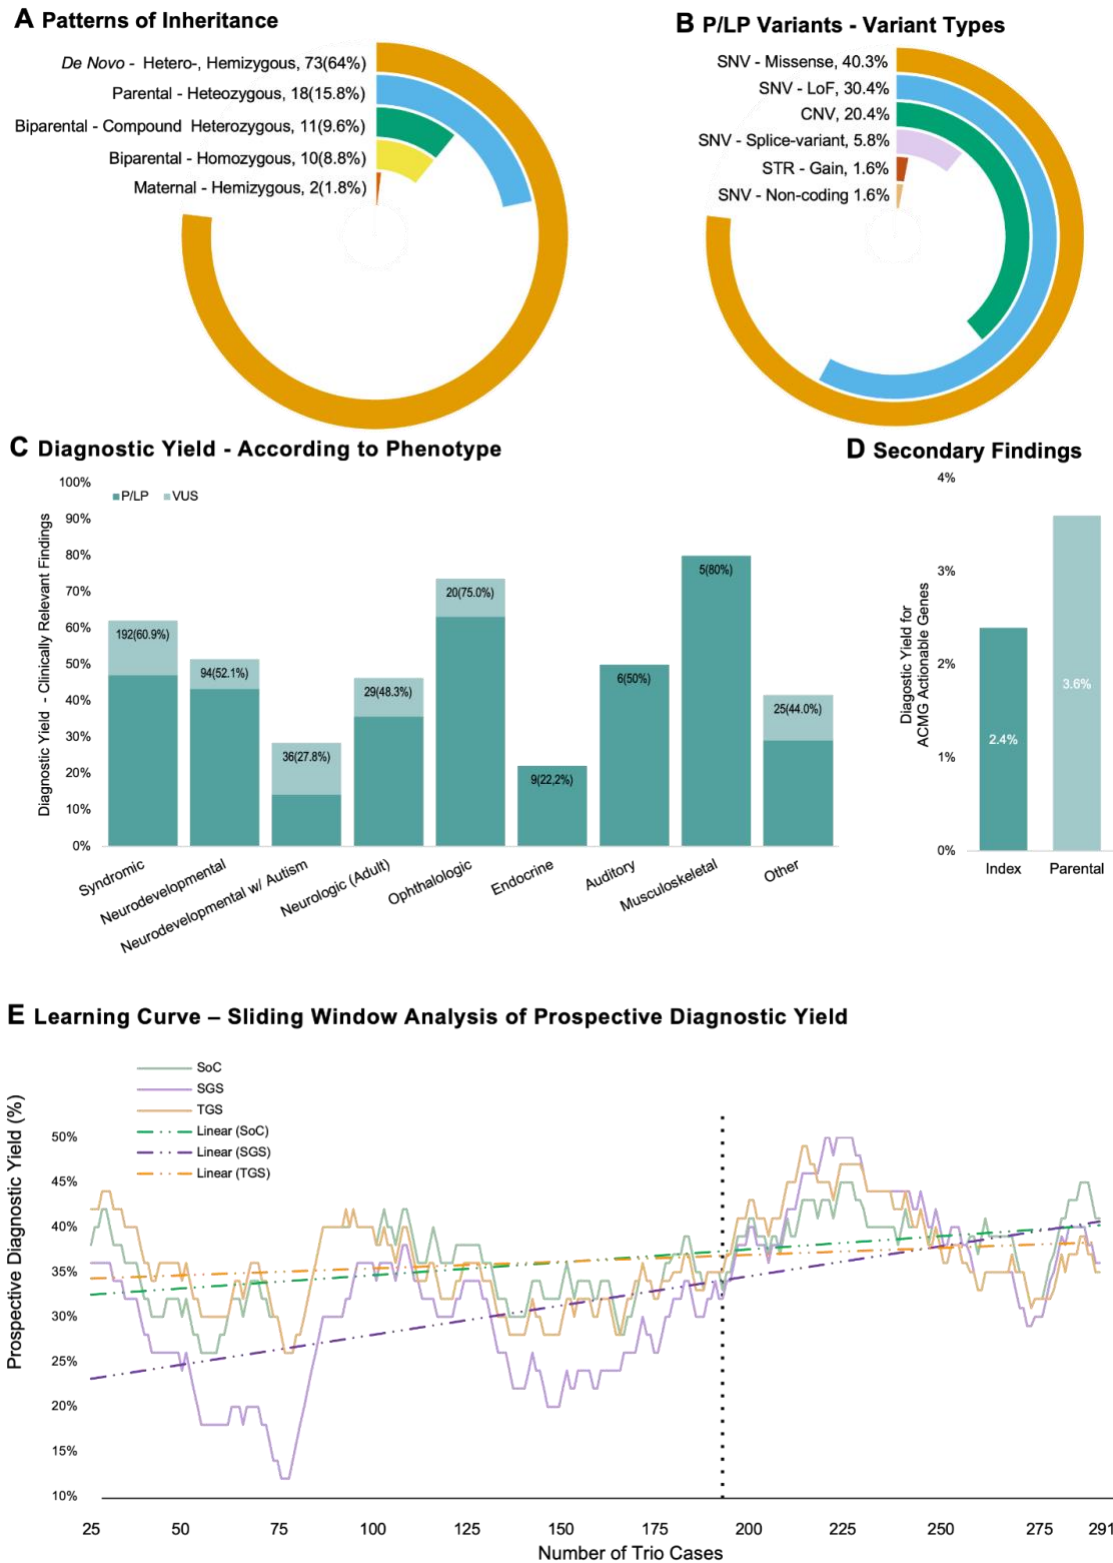 A Patterns of Inheritance
De Novo - Hetero-, Hemizygous, 73(64%)
Parental - Heteozygous, 18(15.8%)
Biparental - Compound Heterozygous, 11(9.6%)
Biparental - Homozygous, 10(8.8%)
Maternal - Hemizygous, 2(1.8%)
B P/LP Variants - Variant Types
SNV - Missense, 40.3%
SNV - LoF, 30.4%
CNV, 20.4%
SNV - Splice-variant, 5.8%
STR - Gain, 1.6%
SNV - Non-coding 1.6%
C Diagnostic Yield - According to Phenotype
Diagnostic Yield - Clinically Relevant Findings
100%
90%
80%
70%
60%
50%
40%
30%
20%
10%
0%
P/LP
VUS
192(60.9%)
94(52.1%)
36(27.8%)
29(48.3%)
20(75.0%)
9(22,2%)
6(50%)
5(80%)
25(44.0%)
Syndromic
Neurodevelopmental
Neurodevelopmental w/ Autism
Neurologic (Adult)
Ophthalologic
Endocrine
Auditory
Musculoskeletal
Other
D Secondary Findings
Diagostic Yield for
ACMG Actionable Genes
4%
3%
2%
1%
0%
2.4%
3.6%
Index
Parental
E Learning Curve – Sliding Window Analysis of Prospective Diagnostic Yield
SoC
SGS
TGS
Linear (SoC)
Linear (SGS)
Linear (TGS)
Prospective Diagnostic Yield (%)
50%
45%
40%
35%
30%
25%
20%
15%
10%
25 50 75 100 125 150 175 200 225 250 275 291
Number of Trio Cases